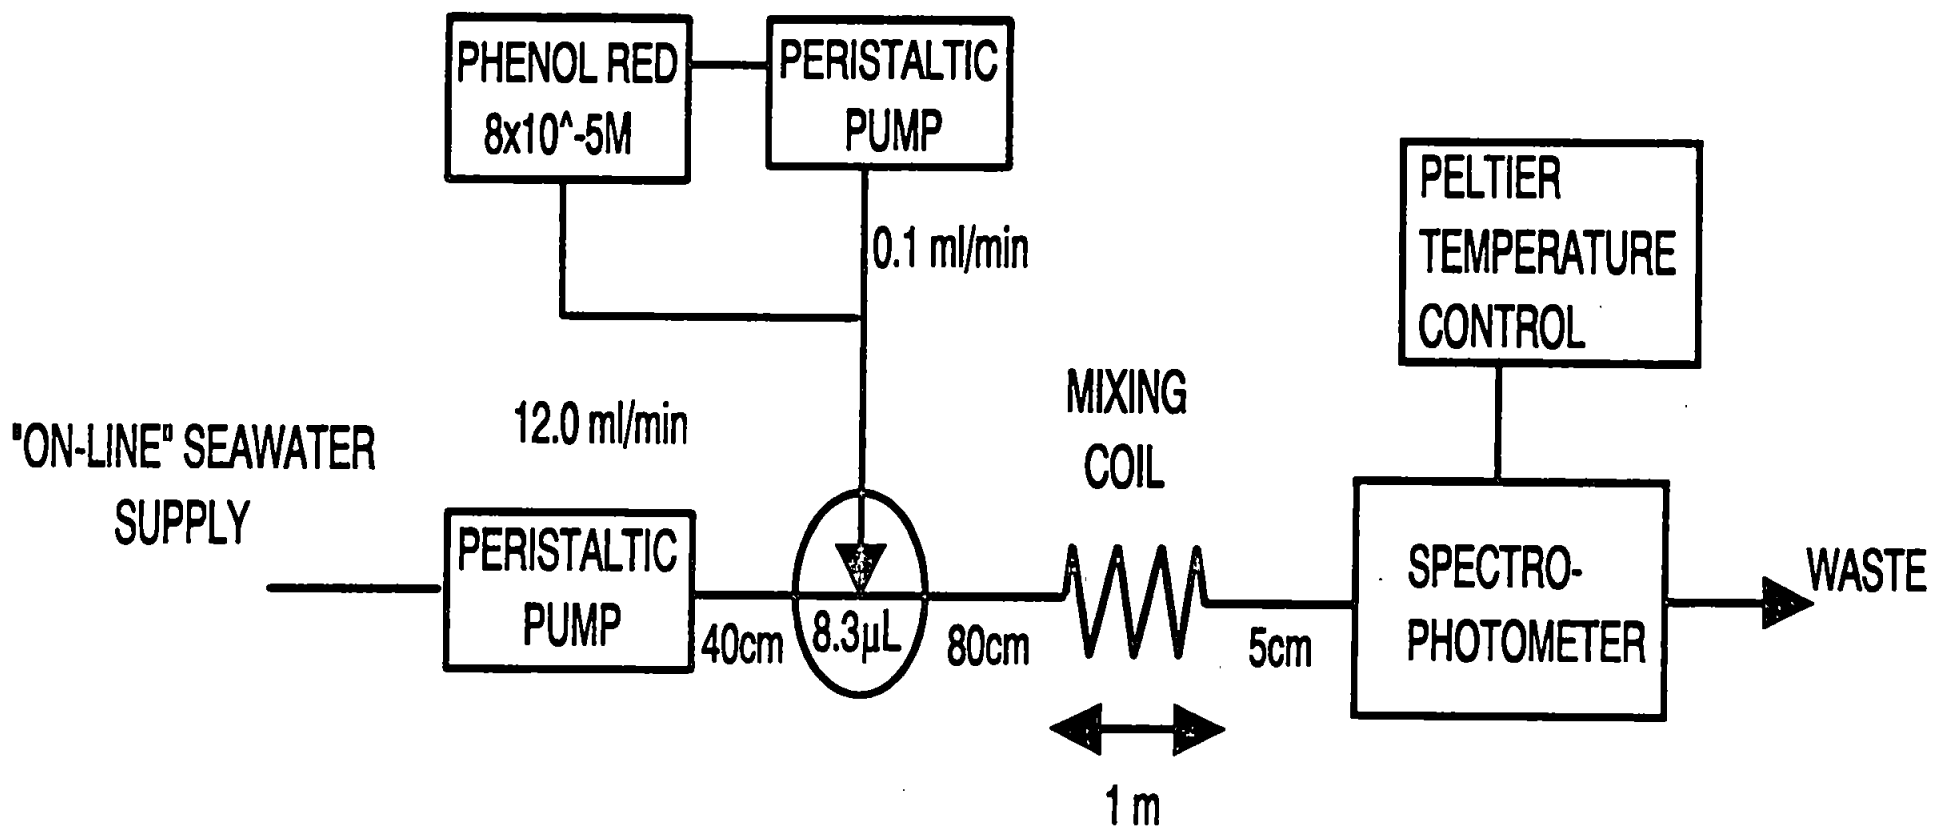 PHENOL RED
8x10^-5M
PERISTALTIC
PUMP
0.1 ml/min
PELTIER
TEMPERATURE
CONTROL
12.0 ml/min
MIXING
COIL
"ON-LINE" SEAWATER
SUPPLY
PERISTALTIC
PUMP
40cm
8.3µL
80cm
5cm
SPECTRO-
PHOTOMETER
WASTE
1 m